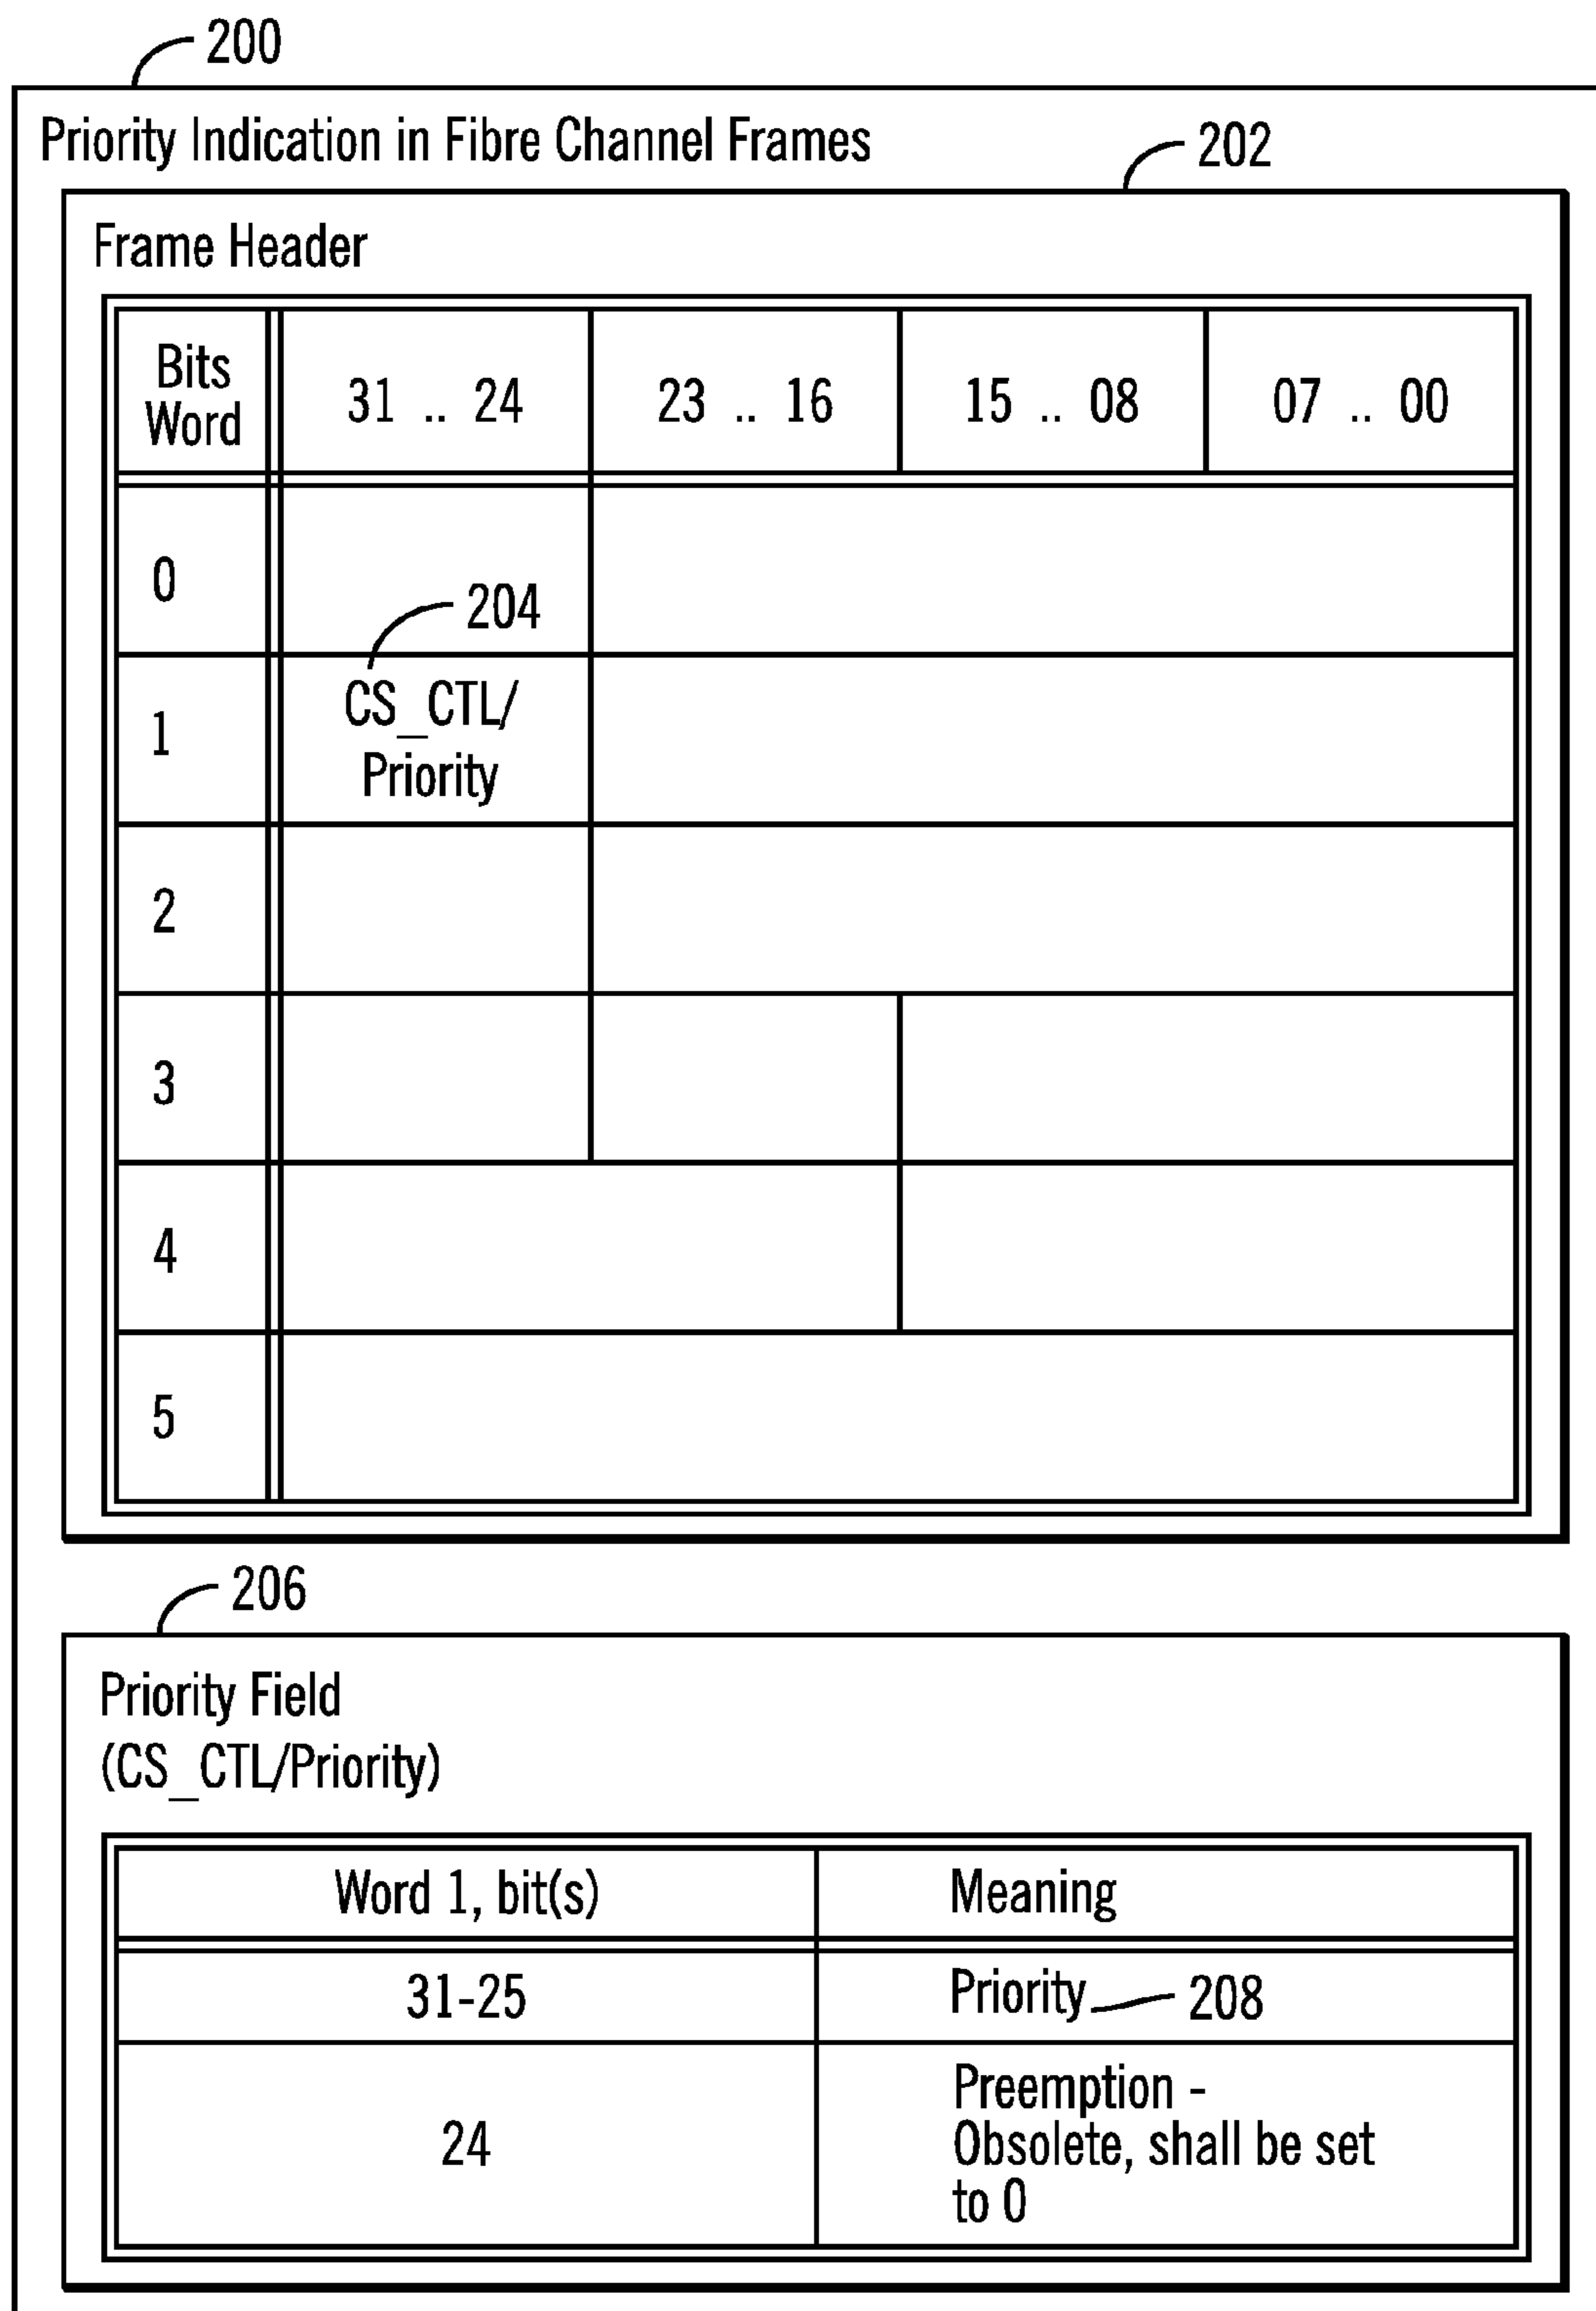 200
Priority Indication in Fibre Channel Frames
202
Frame Header
Bits
Word
31 .. 24
23 .. 16
15 .. 08
07 .. 00
0
204
1
CS_CTL/
Priority
2
3
4
5
206
Priority Field
(CS_CTL/Priority)
Word 1, bit(s)
Meaning
31-25
Priority
208
24
Preemption -
Obsolete, shall be set
to 0